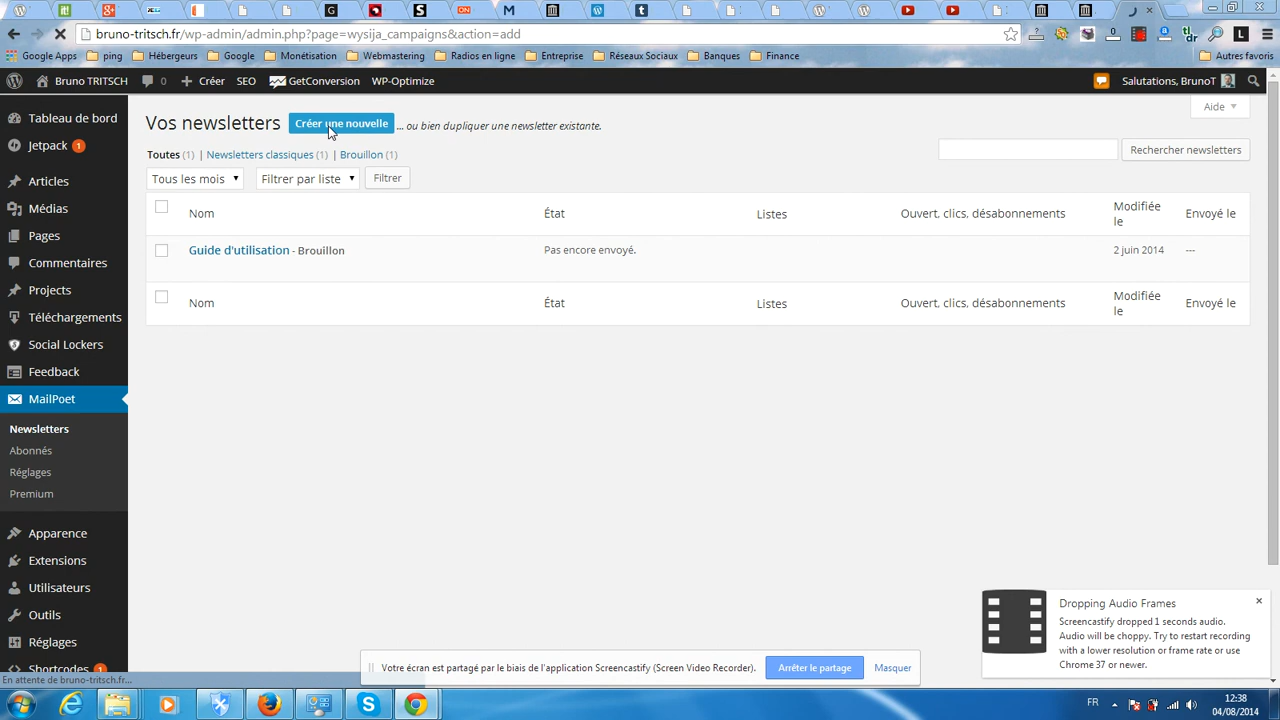 bruno-tritsch.fr/wp-admin/admin.php?page=wysija_campaigns&action=add
Google Apps ping Hébergeurs Google Monétisation Webmastering Radios en ligne Entreprise Réseaux Sociaux Banques Finance Autres favoris
Bruno TRITSCH 0 Créer SEO GetConversion WP-Optimize Salutations, BrunoT
Aide
Tableau de bord
Jetpack 1
Articles
Médias
Pages
Commentaires
Projects
Téléchargements
Social Lockers
Feedback
MailPoet
Newsletters
Abonnés
Réglages
Premium
Apparence
Extensions
Utilisateurs
Outils
Réglages
Shortcodes 1
Vos newsletters Créer une nouvelle ... ou bien dupliquer une newsletter existante.
Toutes (1) | Newsletters classiques (1) | Brouillon (1)
Rechercher newsletters
Tous les mois Filtrer par liste Filtrer
Nom État Listes Ouvert, clics, désabonnements Modifiée le Envoyé le
Guide d'utilisation - Brouillon Pas encore envoyé. 2 juin 2014 ---
Nom État Listes Ouvert, clics, désabonnements Modifiée le Envoyé le
Dropping Audio Frames
Screencastify dropped 1 seconds audio.
Audio will be choppy. Try to restart recording
with a lower resolution or frame rate or use
Chrome 37 or newer.
Votre écran est partagé par le biais de l'application Screencastify (Screen Video Recorder). Arrêter le partage Masquer
En attente de bruno-tritsch.fr...
FR
12:38
04/08/2014